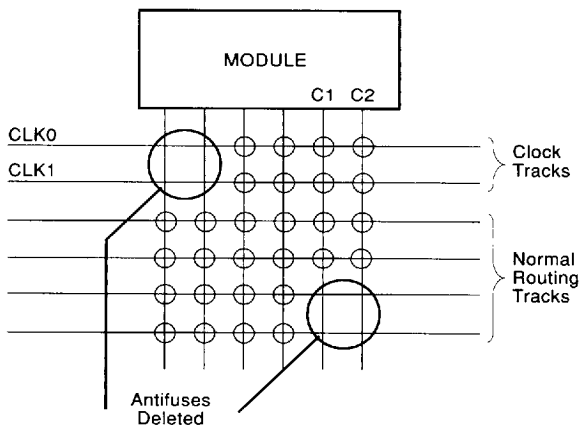 MODULE
C1 C2
CLK0
CLK1
Clock
Tracks
Normal
Routing
Tracks
Antifuses
Deleted